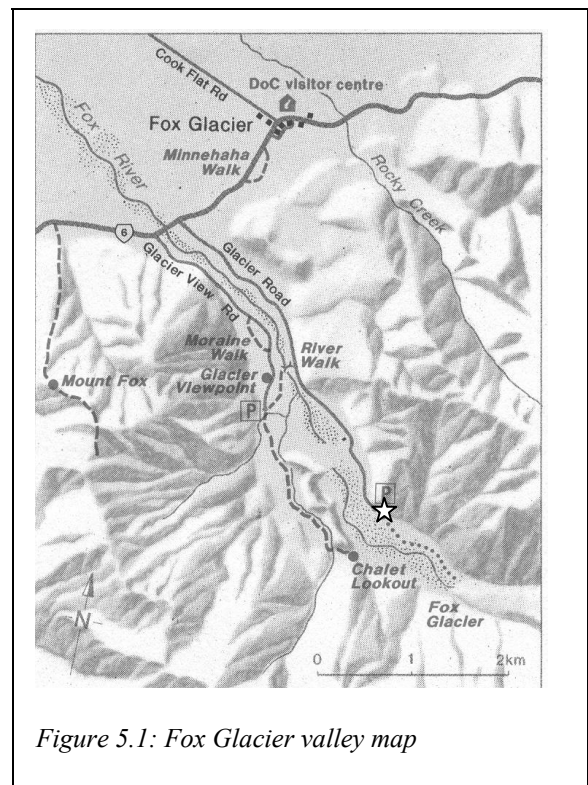 Cook Flat Rd
DoC visitor centre
Fox Glacier
Fox River
Minnehaha
Walk
Rocky Creek
6
Glacier View Rd
Glacier Road
Moraine
Walk
River
Walk
Glacier
Viewpoint
Mount Fox
P
P
Chalet
Lookout
Fox
Glacier
N
0 1 2km
Figure 5.1: Fox Glacier valley map